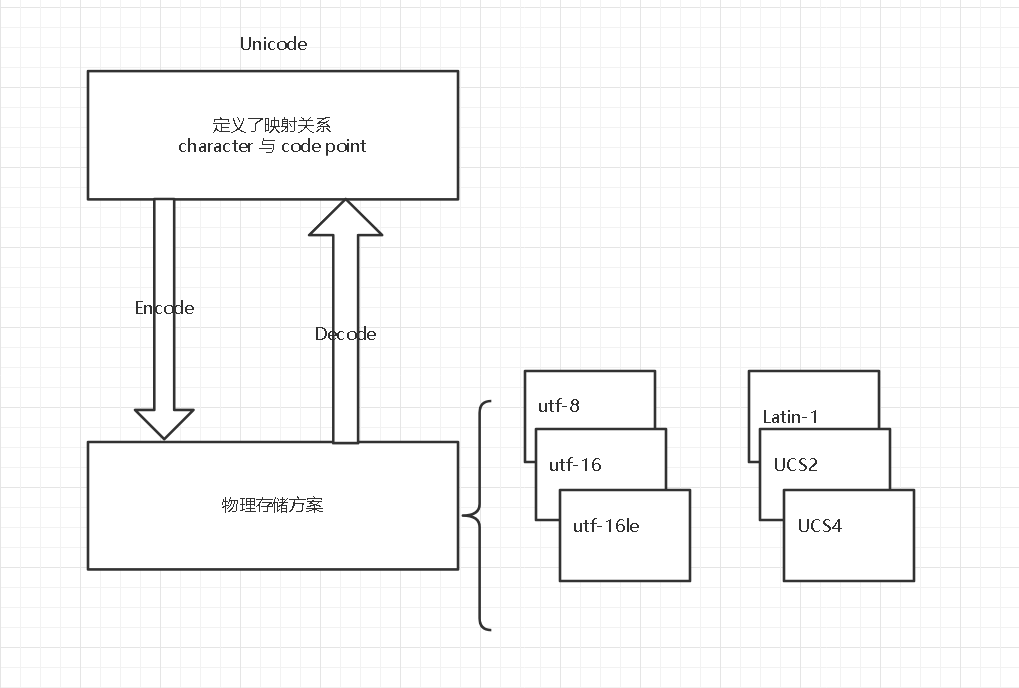 Unicode
定义了映射关系
character 与 code point
Encode
Decode
物理存储方案
utf-8
utf-16
utf-16le
Latin-1
UCS2
UCS4